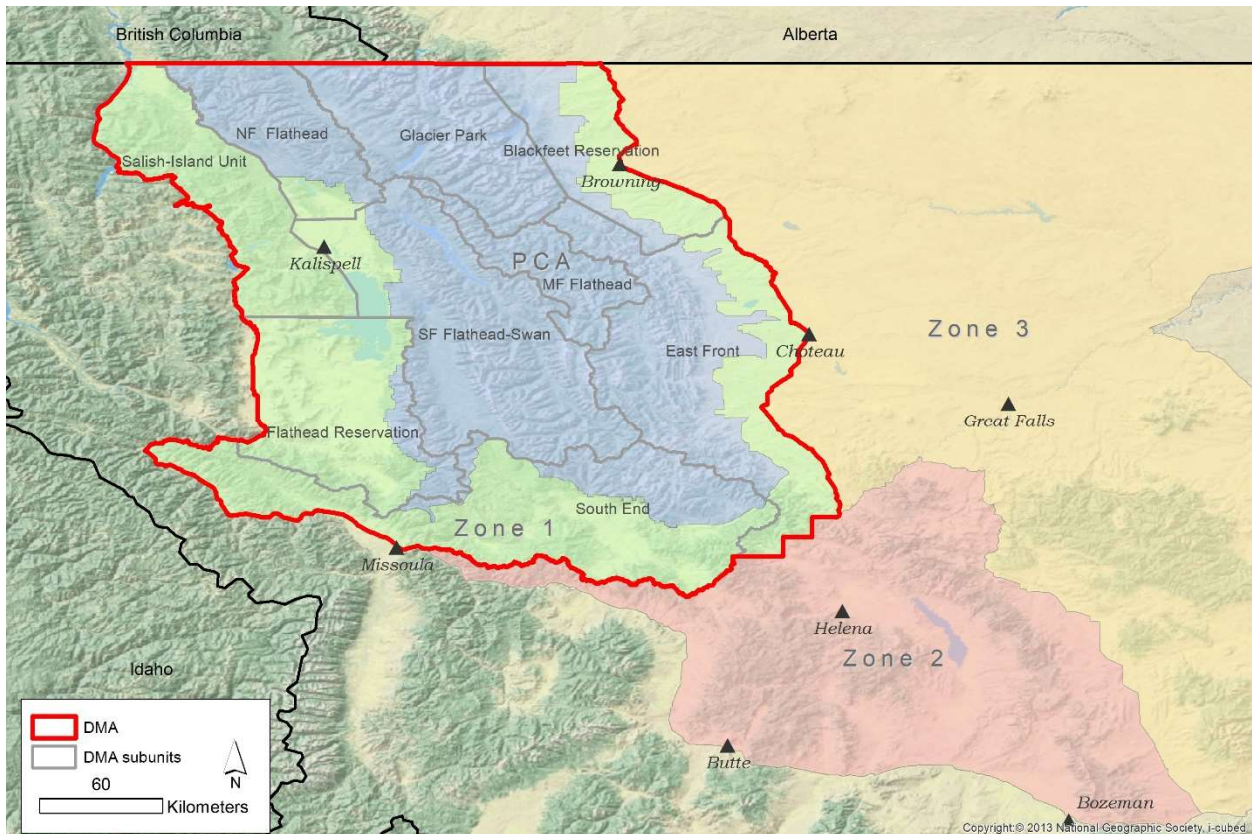 British Columbia
Alberta
NF Flathead
Glacier Park
Salish-Island Unit
Blackfeet Reservation
Browning
Kalispell
PCA
MF Flathead
SF Flathead-Swan
East Front
Choteau
Zone 3
Great Falls
Flathead Reservation
South End
Zone 1
Missoula
Helena
Zone 2
Idaho
DMA
DMA subunits
N
60
Kilometers
Butte
Bozeman
Copyright:© 2013 National Geographic Society, i-cubed